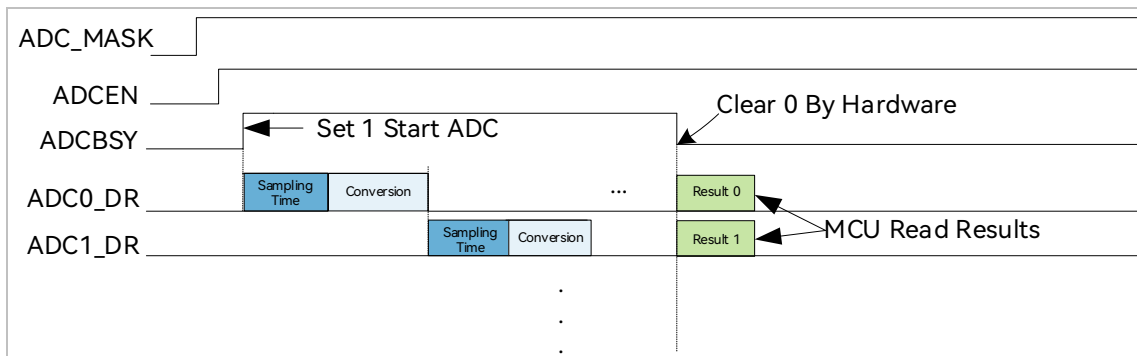 ADC_MASK
ADCEN
Clear 0 By Hardware
Set 1 Start ADC
ADCBSY
Sampling
Time
Conversion
...
Result 0
ADC0_DR
MCU Read Results
Sampling
Time
Conversion
Result 1
ADC1_DR
.
.
.